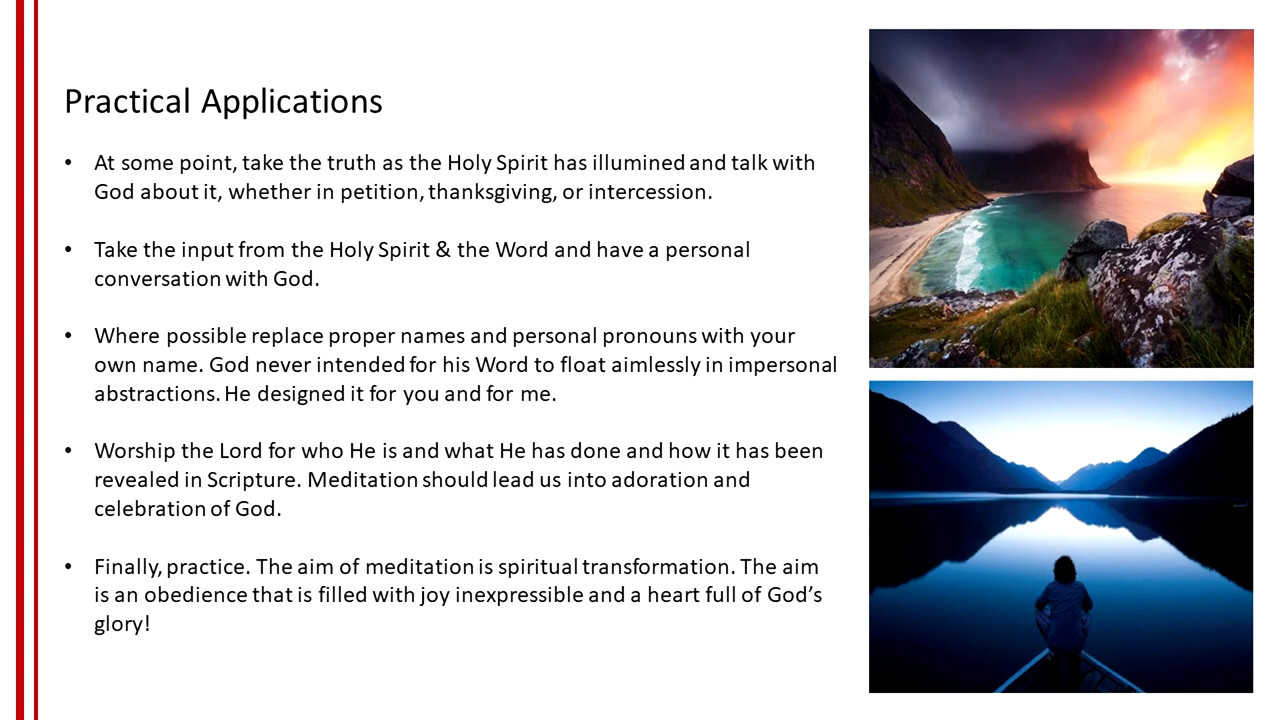 Practical Applications
• At some point, take the truth as the Holy Spirit has illumined and talk with
God about it, whether in petition, thanksgiving, or intercession.
• Take the input from the Holy Spirit & the Word and have a personal
conversation with God.
• Where possible replace proper names and personal pronouns with your
own name. God never intended for his Word to float aimlessly in impersonal
abstractions. He designed it for you and for me.
• Worship the Lord for who He is and what He has done and how it has been
revealed in Scripture. Meditation should lead us into adoration and
celebration of God.
• Finally, practice. The aim of meditation is spiritual transformation. The aim
is an obedience that is filled with joy inexpressible and a heart full of God’s
glory!